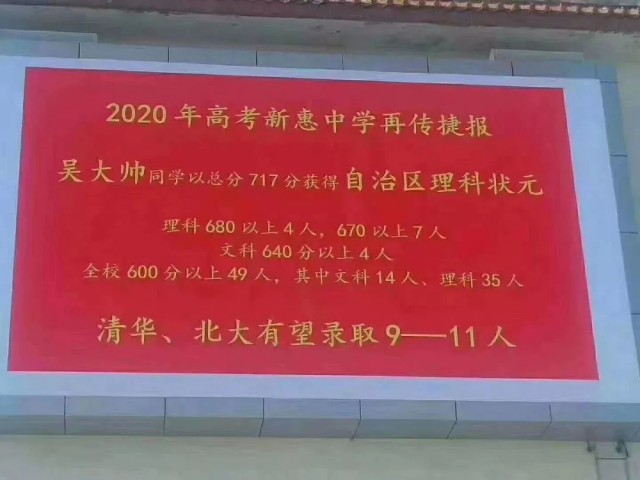 2020年高考新惠中学再传捷报
吴大帅同学以总分717分获得自治区理科状元
理科680以上4人，670以上7人
文科640分以上4人
全校600分以上49人，其中文科14人、理科35人
清华、北大有望录取9——11人